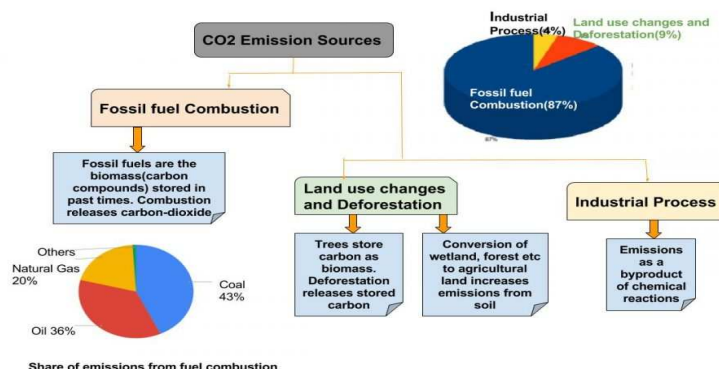 CO2 Emission Sources
Industrial
Process(4%)
Land use changes and
Deforestation(9%)
Fossil fuel
Combustion(87%)
87%
Fossil fuel Combustion
Fossil fuels are the
biomass(carbon
compounds) stored in
past times. Combustion
releases carbon-dioxide
Land use changes
and Deforestation
Industrial Process
Trees store
carbon as
biomass.
Deforestation
releases stored
carbon
Conversion of
wetland, forest etc
to agricultural
land increases
emissions from
soil
Emissions
as a
byproduct
of chemical
reactions
Others
Natural Gas
20%
Coal
43%
Oil 36%
Share of emissions from fuel combustion